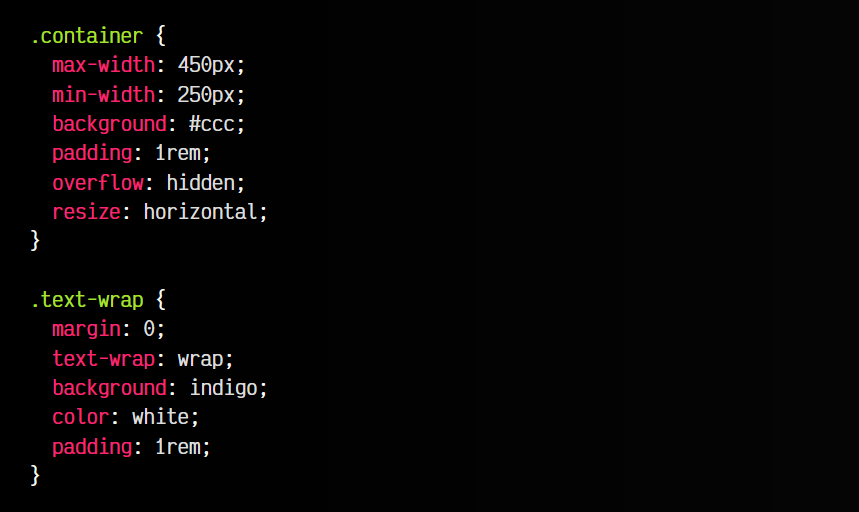 .container {
  max-width: 450px;
  min-width: 250px;
  background: #ccc;
  padding: 1rem;
  overflow: hidden;
  resize: horizontal;
}

.text-wrap {
  margin: 0;
  text-wrap: wrap;
  background: indigo;
  color: white;
  padding: 1rem;
}